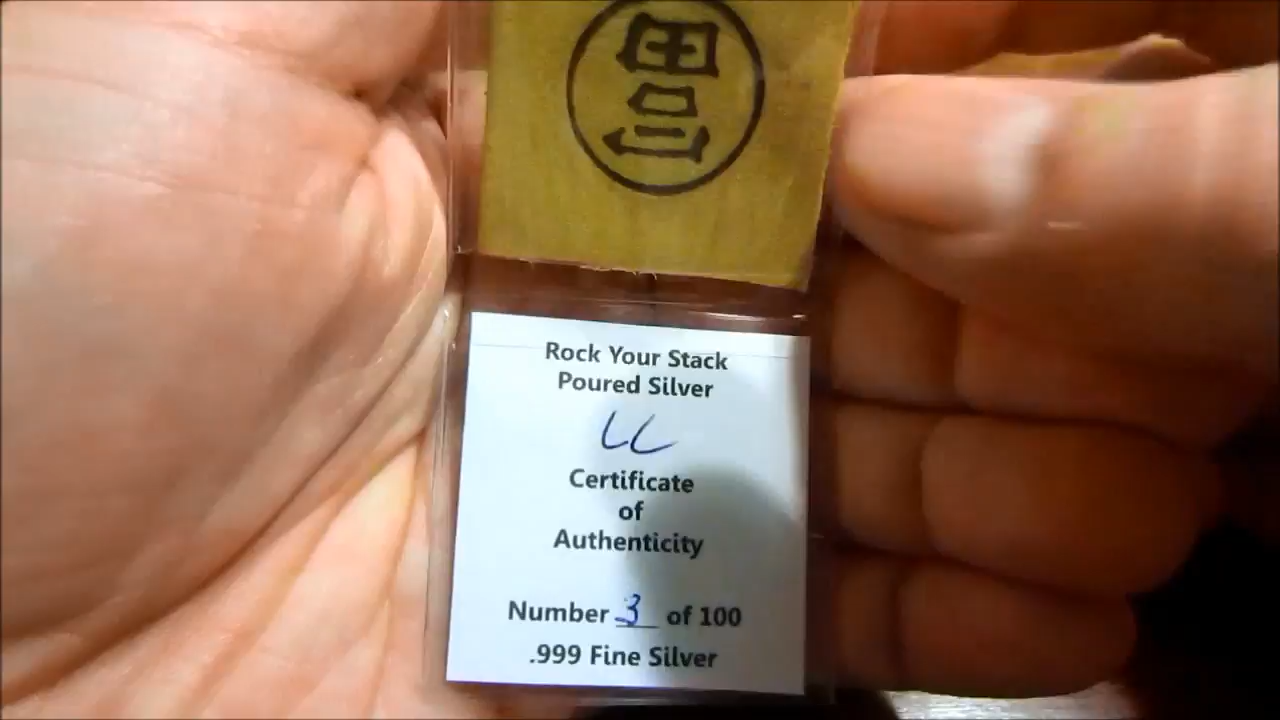 Rock Your Stack
Poured Silver
LL
Certificate
of
Authenticity
Number 3 of 100
.999 Fine Silver